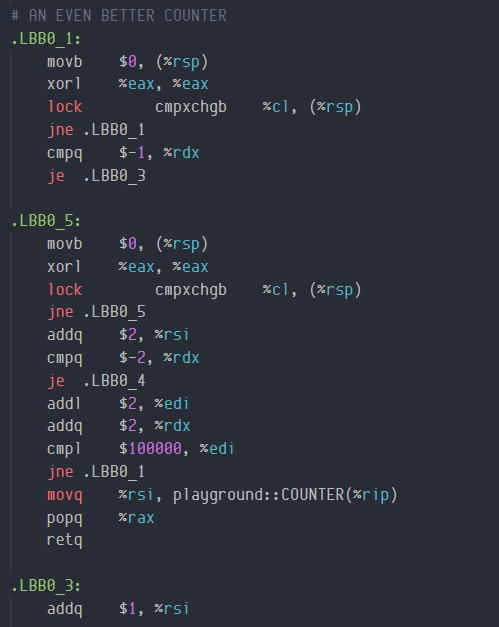 # AN EVEN BETTER COUNTER
.LBB0_1:
movb $0, (%rsp)
xorl %eax, %eax
lock cmpxchgb %cl, (%rsp)
jne .LBB0_1
cmpq $-1, %rdx
je .LBB0_3
.LBB0_5:
movb $0, (%rsp)
xorl %eax, %eax
lock cmpxchgb %cl, (%rsp)
jne .LBB0_5
addq $2, %rsi
cmpq $-2, %rdx
je .LBB0_4
addl $2, %edi
addq $2, %rdx
cmpl $100000, %edi
jne .LBB0_1
movq %rsi, playground::COUNTER(%rip)
popq %rax
retq
.LBB0_3:
addq $1, %rsi